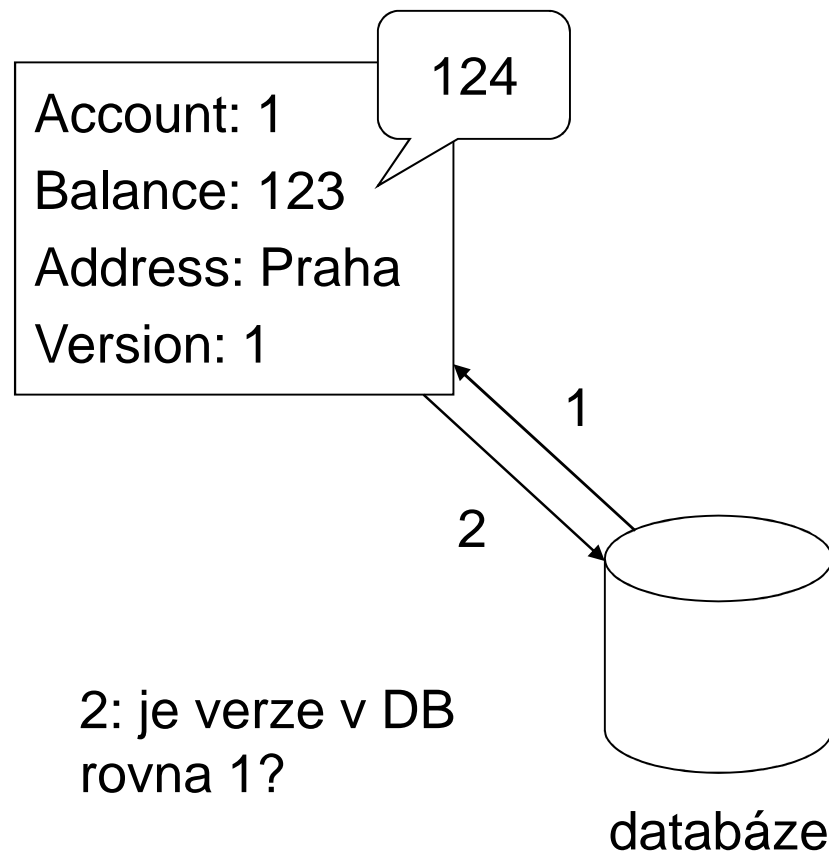 124
Account: 1
Balance: 123
Address: Praha
Version: 1
1
2
2: je verze v DB
rovna 1?
databáze